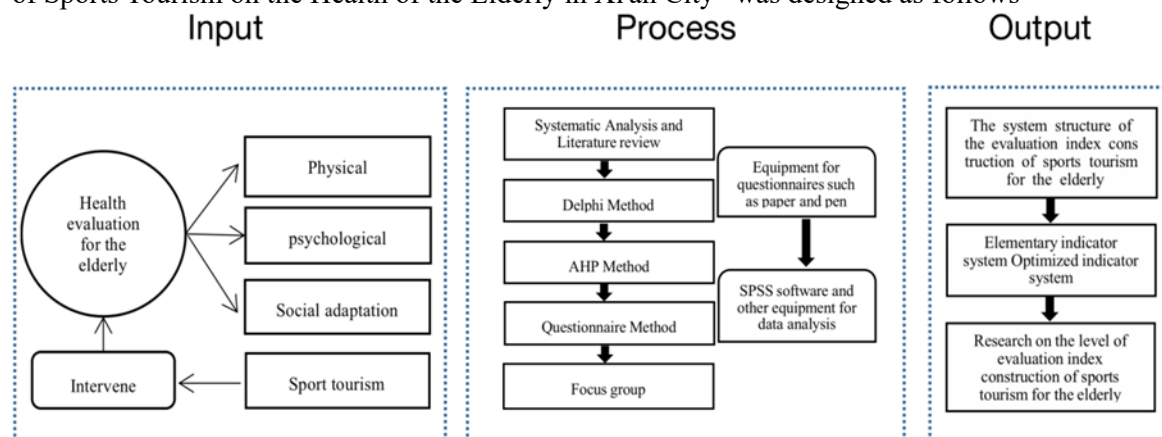 of Sports Tourism on the Health of the Elderly in Xi'an City" was designed as follows
Input
Process
Output
Health
evaluation
for the
elderly
Physical
psychological
Social adaptation
Intervene
Sport tourism
Systematic Analysis and
Literature review
Delphi Method
AHP Method
Questionnaire Method
Focus group
Equipment for
questionnaires such
as paper and pen
SPSS software and
other equipment for
data analysis
The system structure of
the evaluation index cons
truction of sports tourism
for the elderly
Elementary indicator
system Optimized indicator
system
Research on the level of
evaluation index
construction of sports
tourism for the elderly